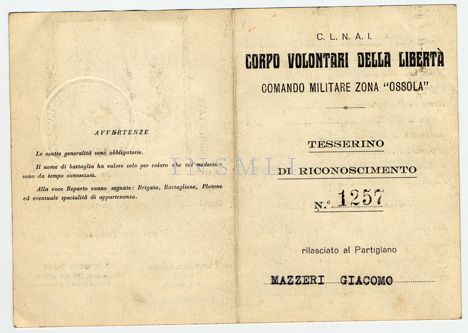 AVVERTENZE
Le esatte generalità sono obbligatorie.
Il nome di battaglia ha valore solo per coloro che col medesimo
sono da tempo conosciuti.
Alla voce Reparto vanno segnate: Brigata, Battaglione, Plotone
ed eventuale specialità di appartenenza.
C. L. N. A. I.
CORPO VOLONTARI DELLA LIBERTÀ
COMANDO MILITARE ZONA "OSSOLA"
TESSERINO
DI RICONOSCIMENTO
N.° 1257
rilasciato al Partigiano
MAZZERI GIACOMO
INSMLI